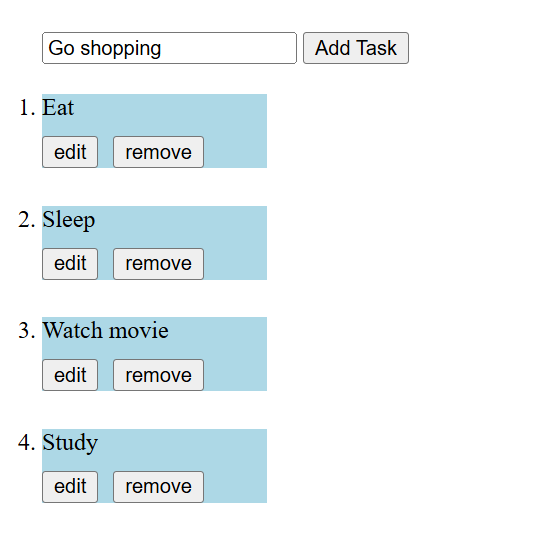 Go shopping Add Task
1. Eat
edit remove
2. Sleep
edit remove
3. Watch movie
edit remove
4. Study
edit remove